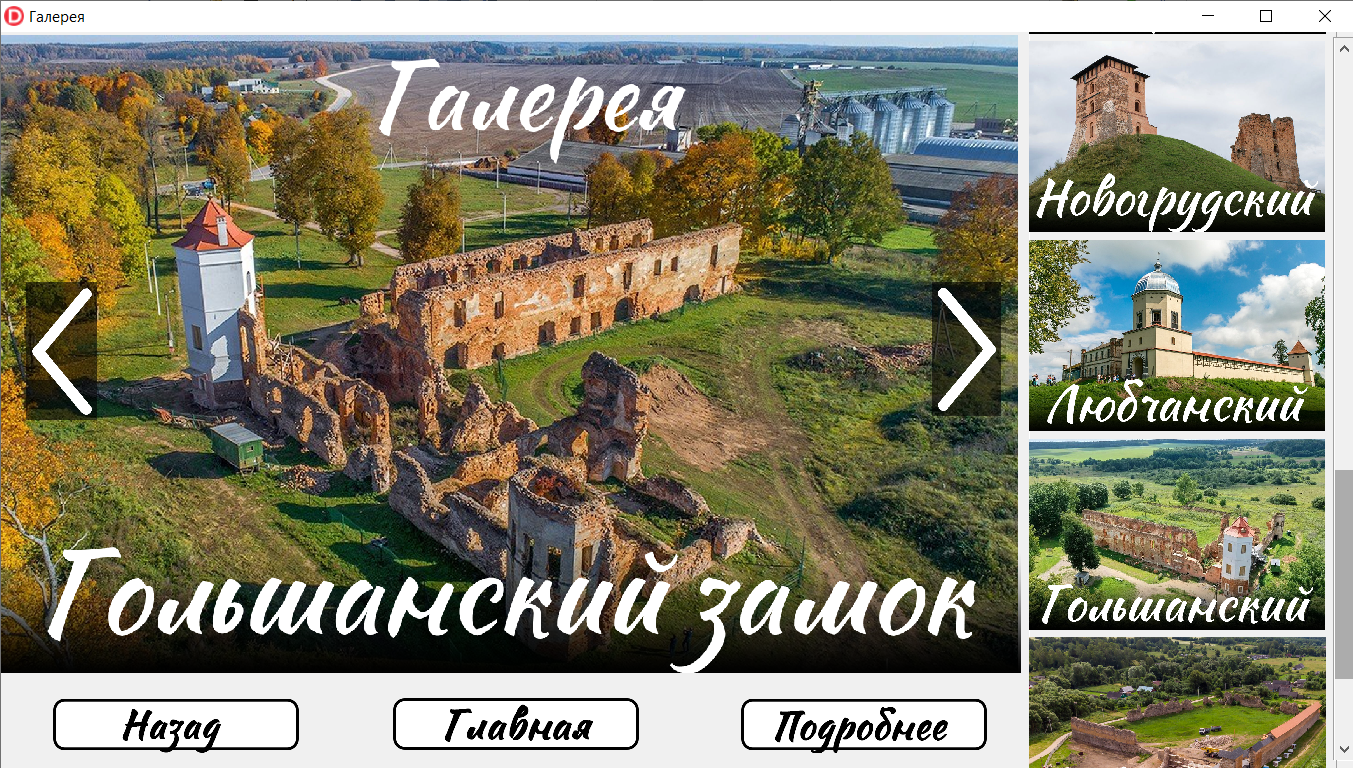 Галерея
Галерея
Гольшанский замок
Назад
Главная
Подробнее
Новогрудский
Любчанский
Гольшанский